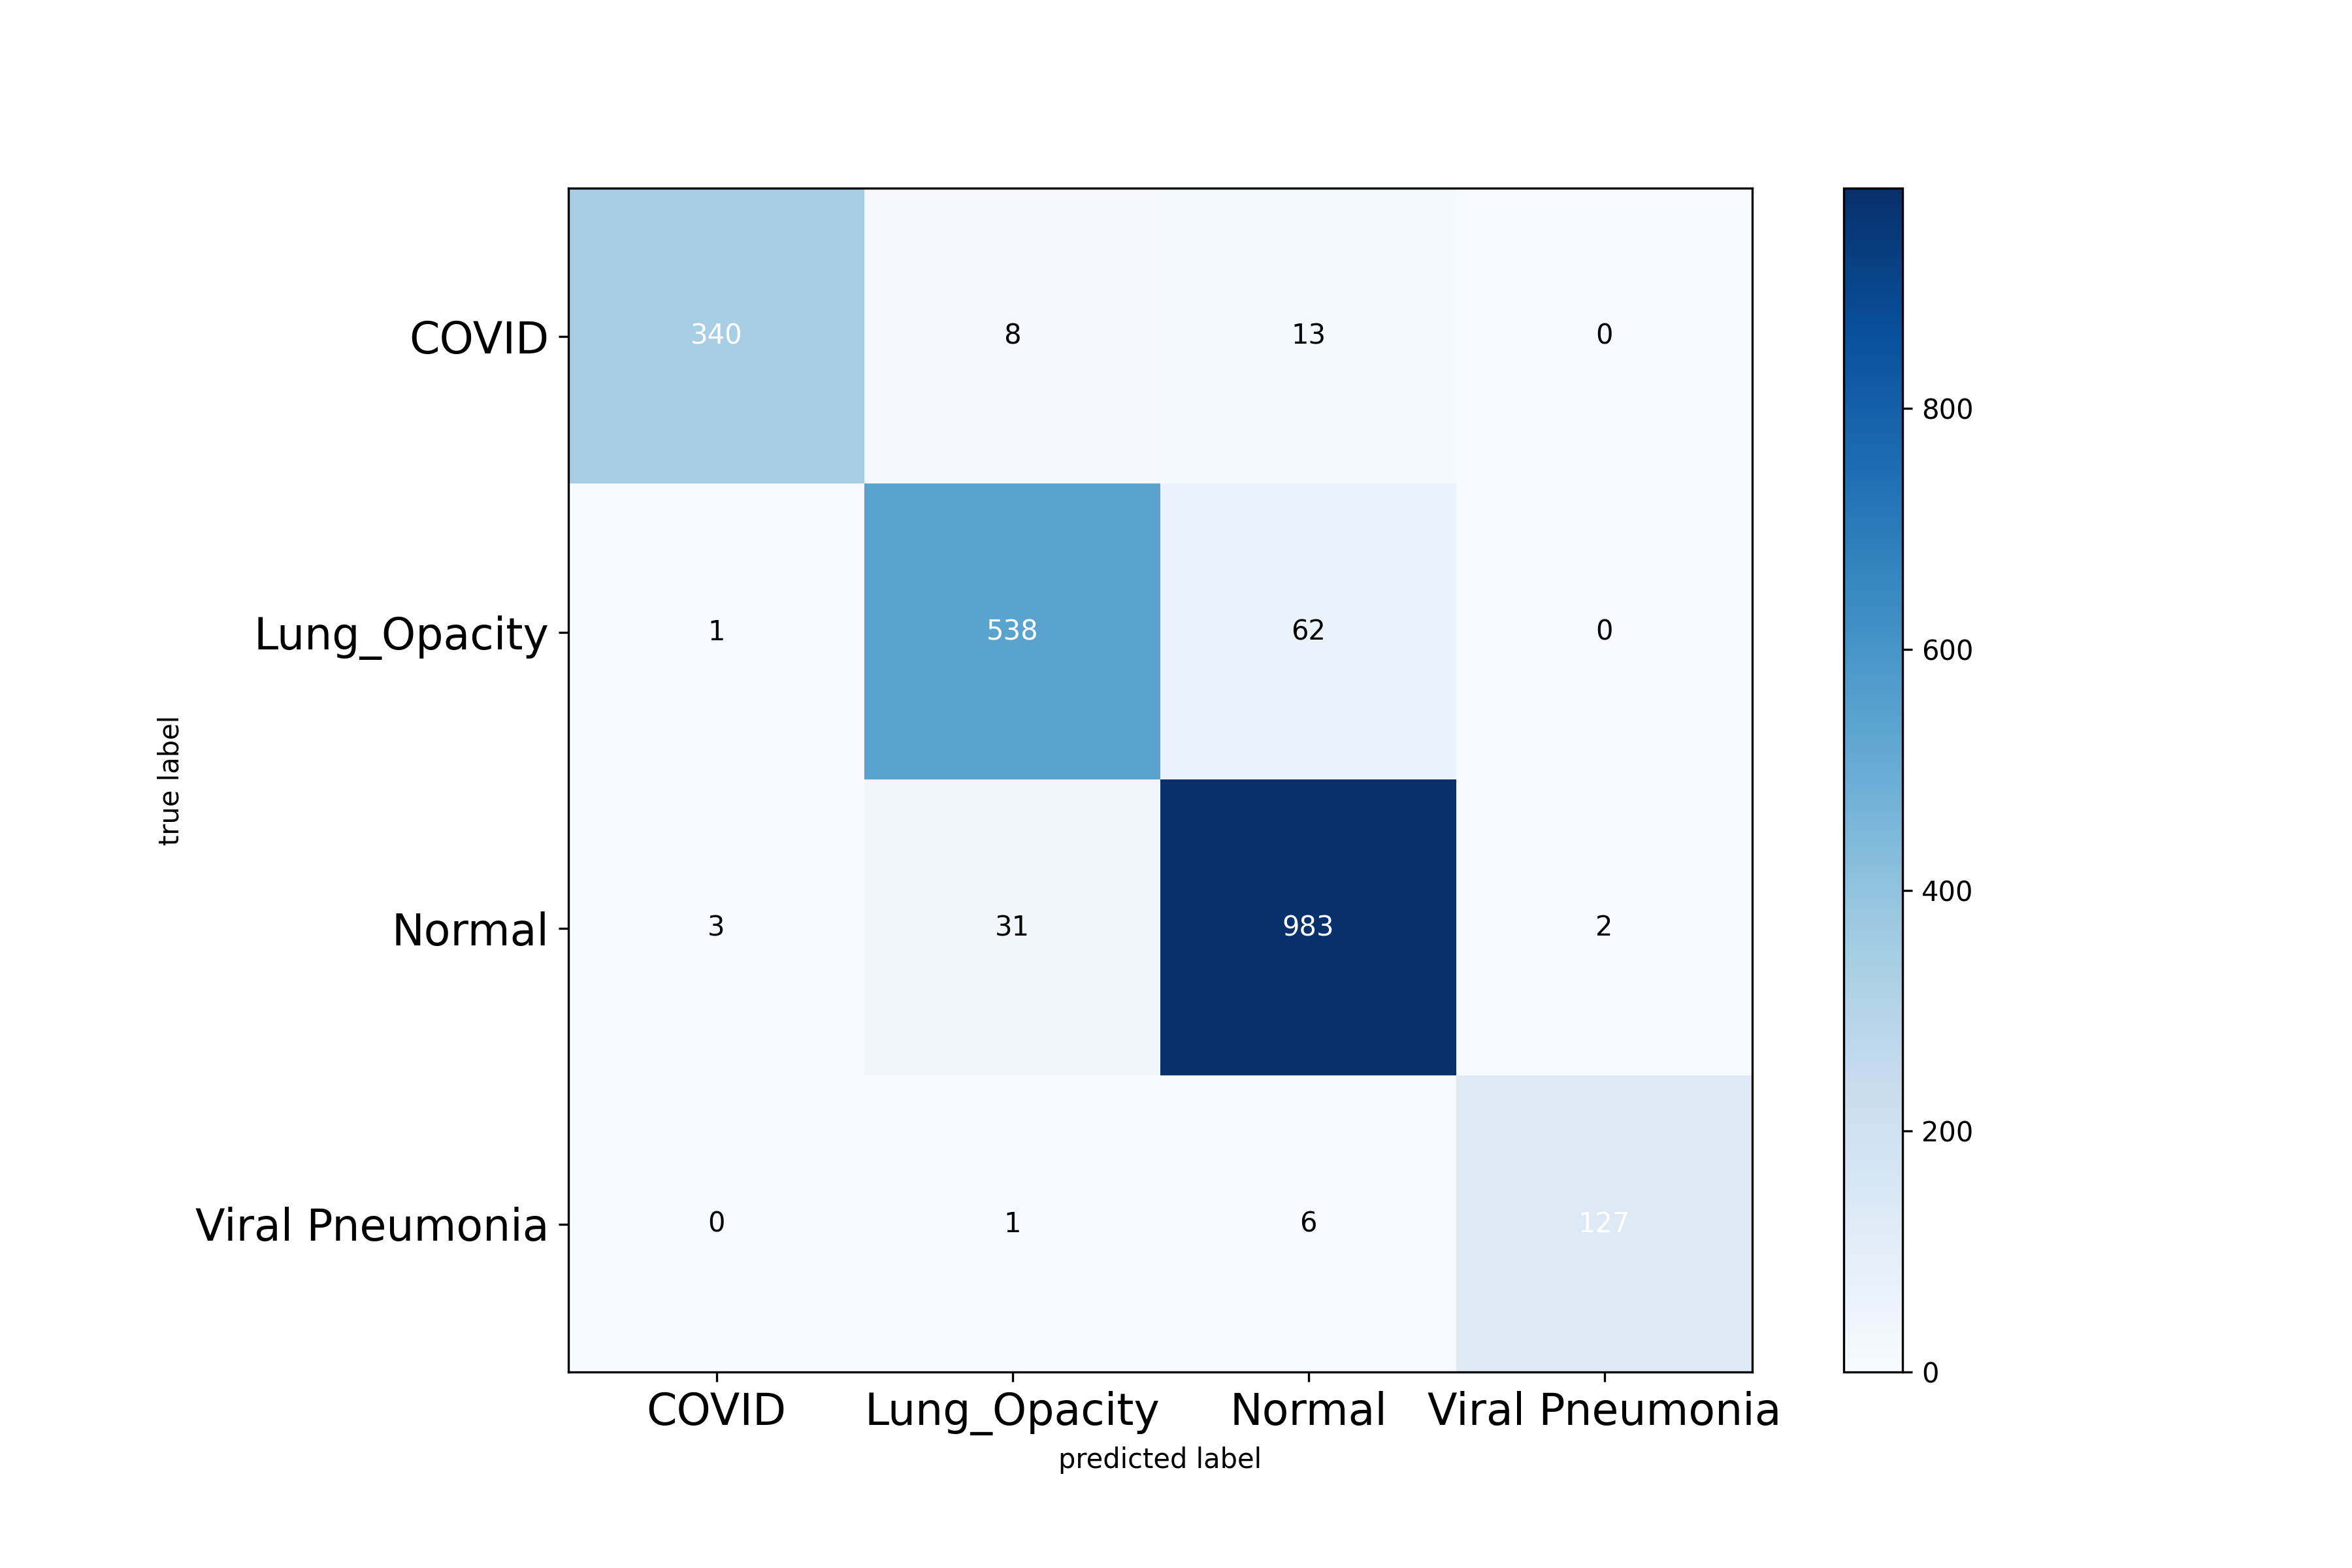 COVID 340 8 13 0
800
Lung_Opacity 1 538 62 0
600
true label
400
Normal 3 31 983 2
200
Viral Pneumonia 0 1 6 127
0
COVID Lung_Opacity Normal Viral Pneumonia
predicted label